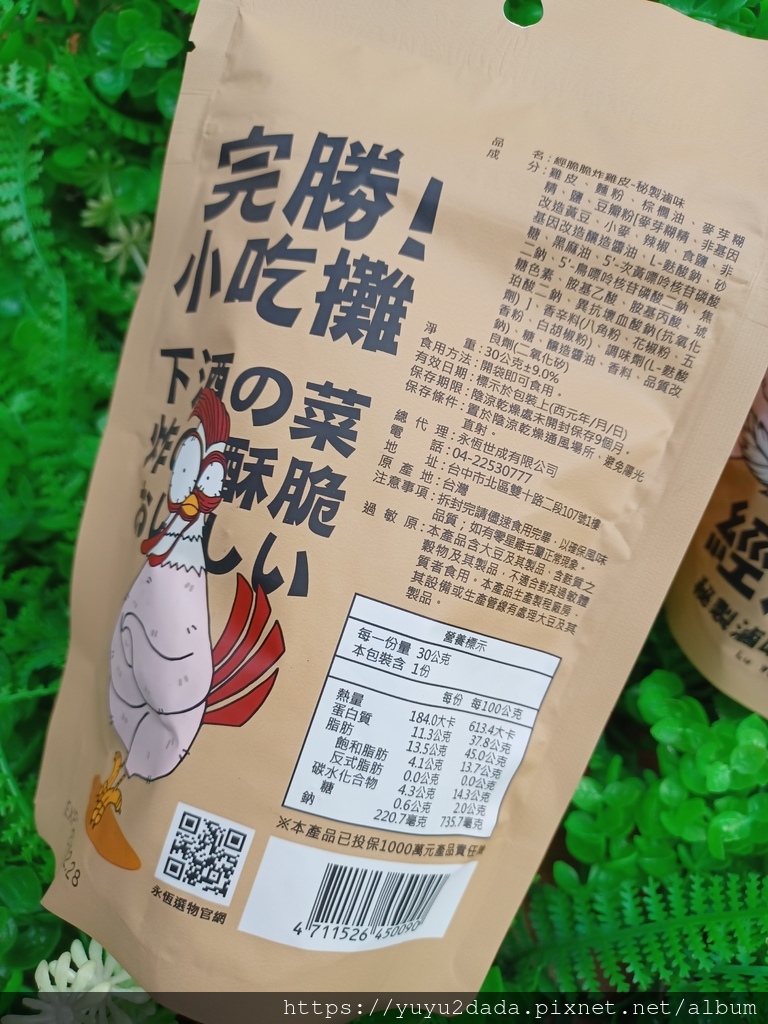 完勝!
小吃攤
下酒の菜
炸 酥脆
しい
品 名:經脆脆炸雞皮-秘製滷味
成 分:雞皮、麵粉、棕櫚油、麥芽糊
精、鹽、豆瓣粉[麥芽糊精、非基因
改造黃豆、小麥、辣椒、食鹽、非
基因改造釀造醬油、L-麩酸鈉、砂
糖、黑麻油、5'-次黃嘌呤核苷磷酸
二鈉、5'-鳥嘌呤核苷磷酸二鈉、焦
糖色素、胺基乙酸、胺基丙酸、琥
珀酸二鈉、異抗壞血酸鈉(抗氧化
劑)]、香辛料(八角粉、花椒粉、五
香粉、白胡椒粉)、調味劑(L-麩酸
鈉)、糖、釀造醬油、香料、品質改
良劑(二氧化矽)
淨 重:30公克±9.0%
食用方法:開袋即可食用。
有效日期:標示於包裝上(西元年/月/日)
保存期限:陰涼乾燥處未開封保存9個月。
保存條件:置於陰涼乾燥通風場所、避免陽光
直射。
總 代 理:永恆世成有限公司
電 話:04-22530777
地 址:台中市北區雙十路二段107號1樓
原 產 地:台灣
注意事項:拆封完請儘速食用完畢,以確保風味
品質;如有零星雞毛屬正常現象。
過 敏 原:本產品含大豆及其製品、含麩質之
穀物及其製品,不適合對其過敏體
質者食用。本產品生產製程廠房,
其設備或生產管線有處理大豆及其
製品。
營養標示
每一份量 30公克
本包裝含 1份
每份 每100公克
熱量 184.0大卡 613.4大卡
蛋白質 11.3公克 37.8公克
脂肪 13.5公克 45.0公克
飽和脂肪 4.1公克 13.7公克
反式脂肪 0.0公克 0.0公克
碳水化合物 4.3公克 14.3公克
糖 0.6公克 2.0公克
鈉 220.7毫克 735.7毫克
※本產品已投保1000萬元產品責任
永恆選物官網
4 711526 450090
EXP
28
經
https://yuyu2dada.pixnet.net/album